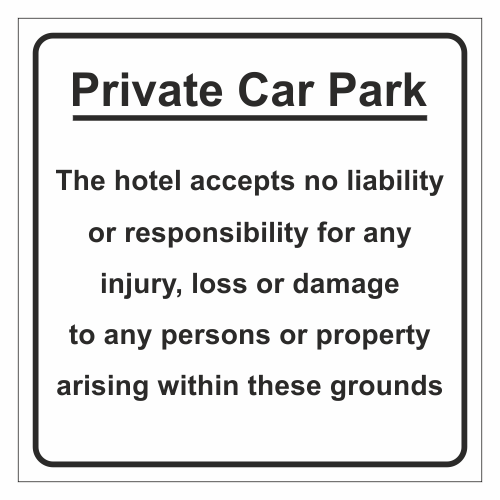 Private Car Park
The hotel accepts no liability
or responsibility for any
injury, loss or damage
to any persons or property
arising within these grounds